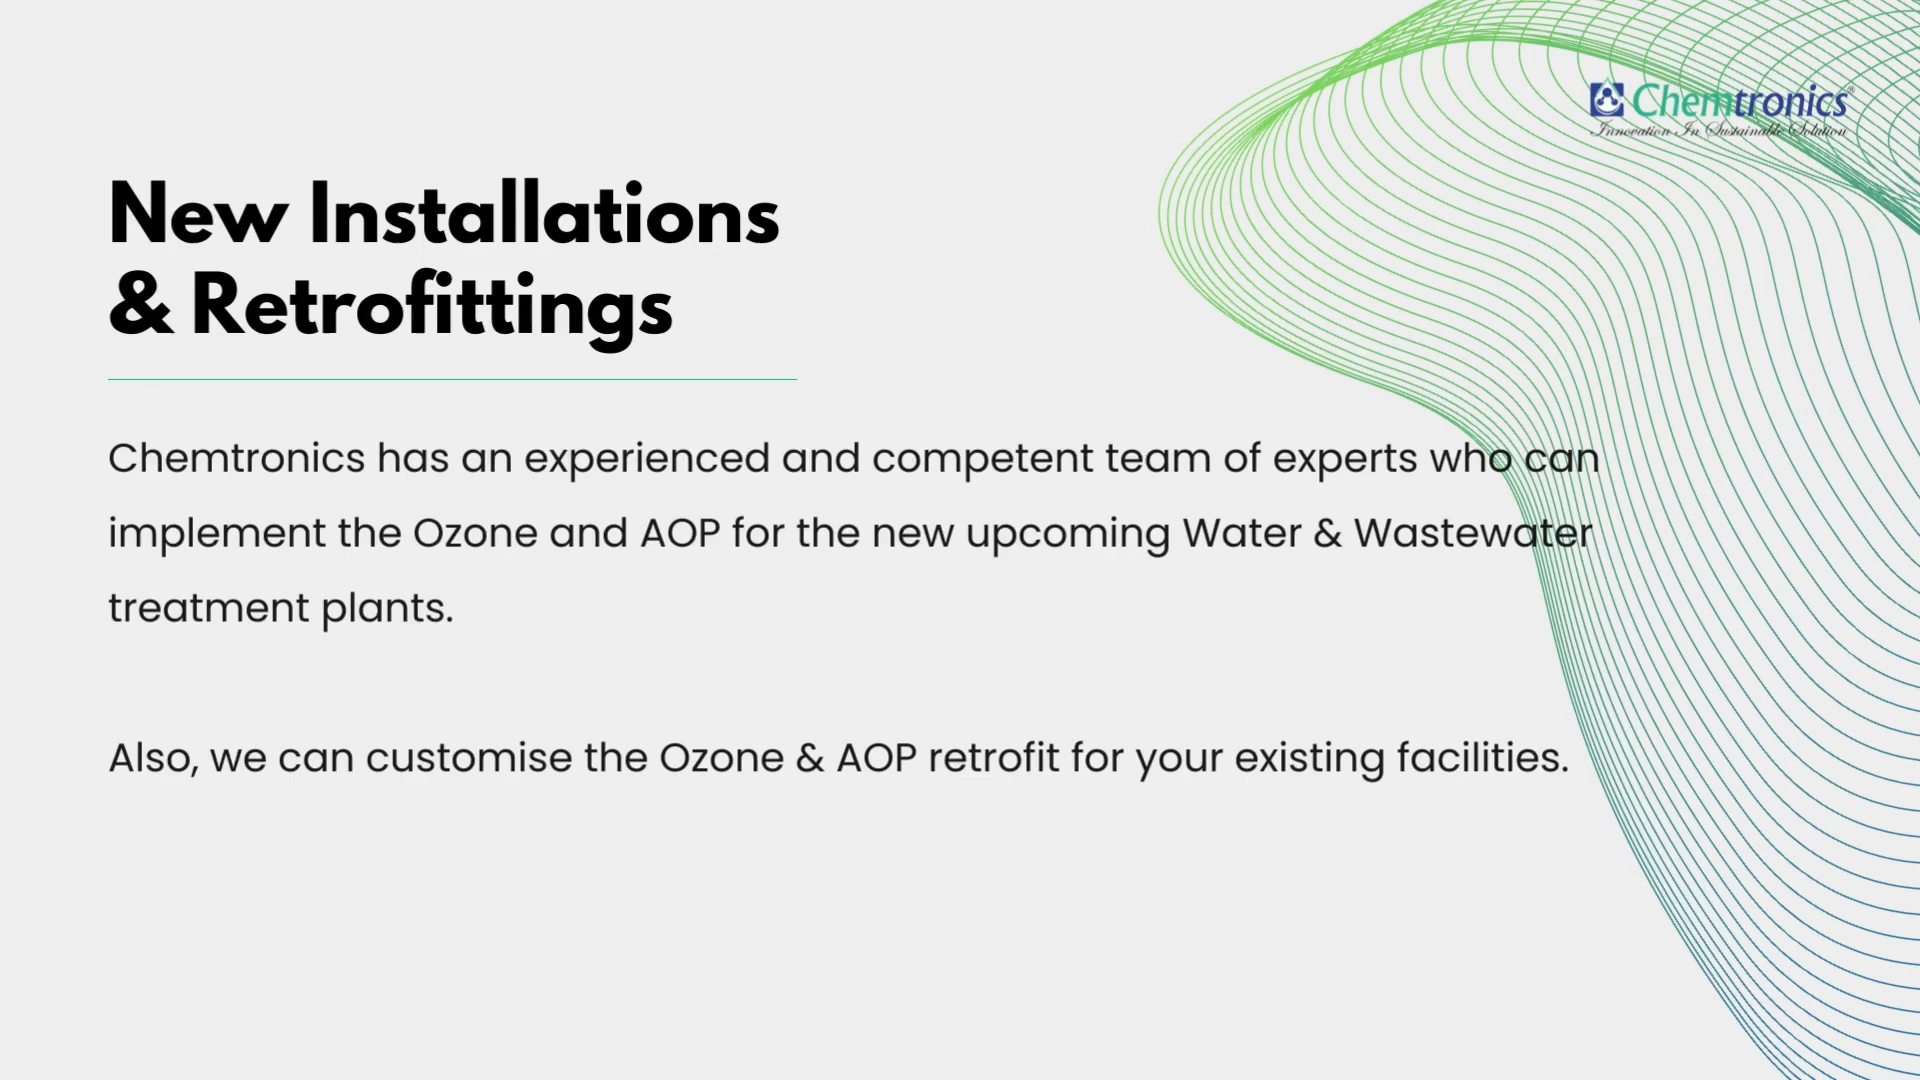 Chemtronics®
Innovation In Sustainable Solution
New Installations
& Retrofittings
Chemtronics has an experienced and competent team of experts who can
implement the Ozone and AOP for the new upcoming Water & Wastewater
treatment plants.
Also, we can customise the Ozone & AOP retrofit for your existing facilities.